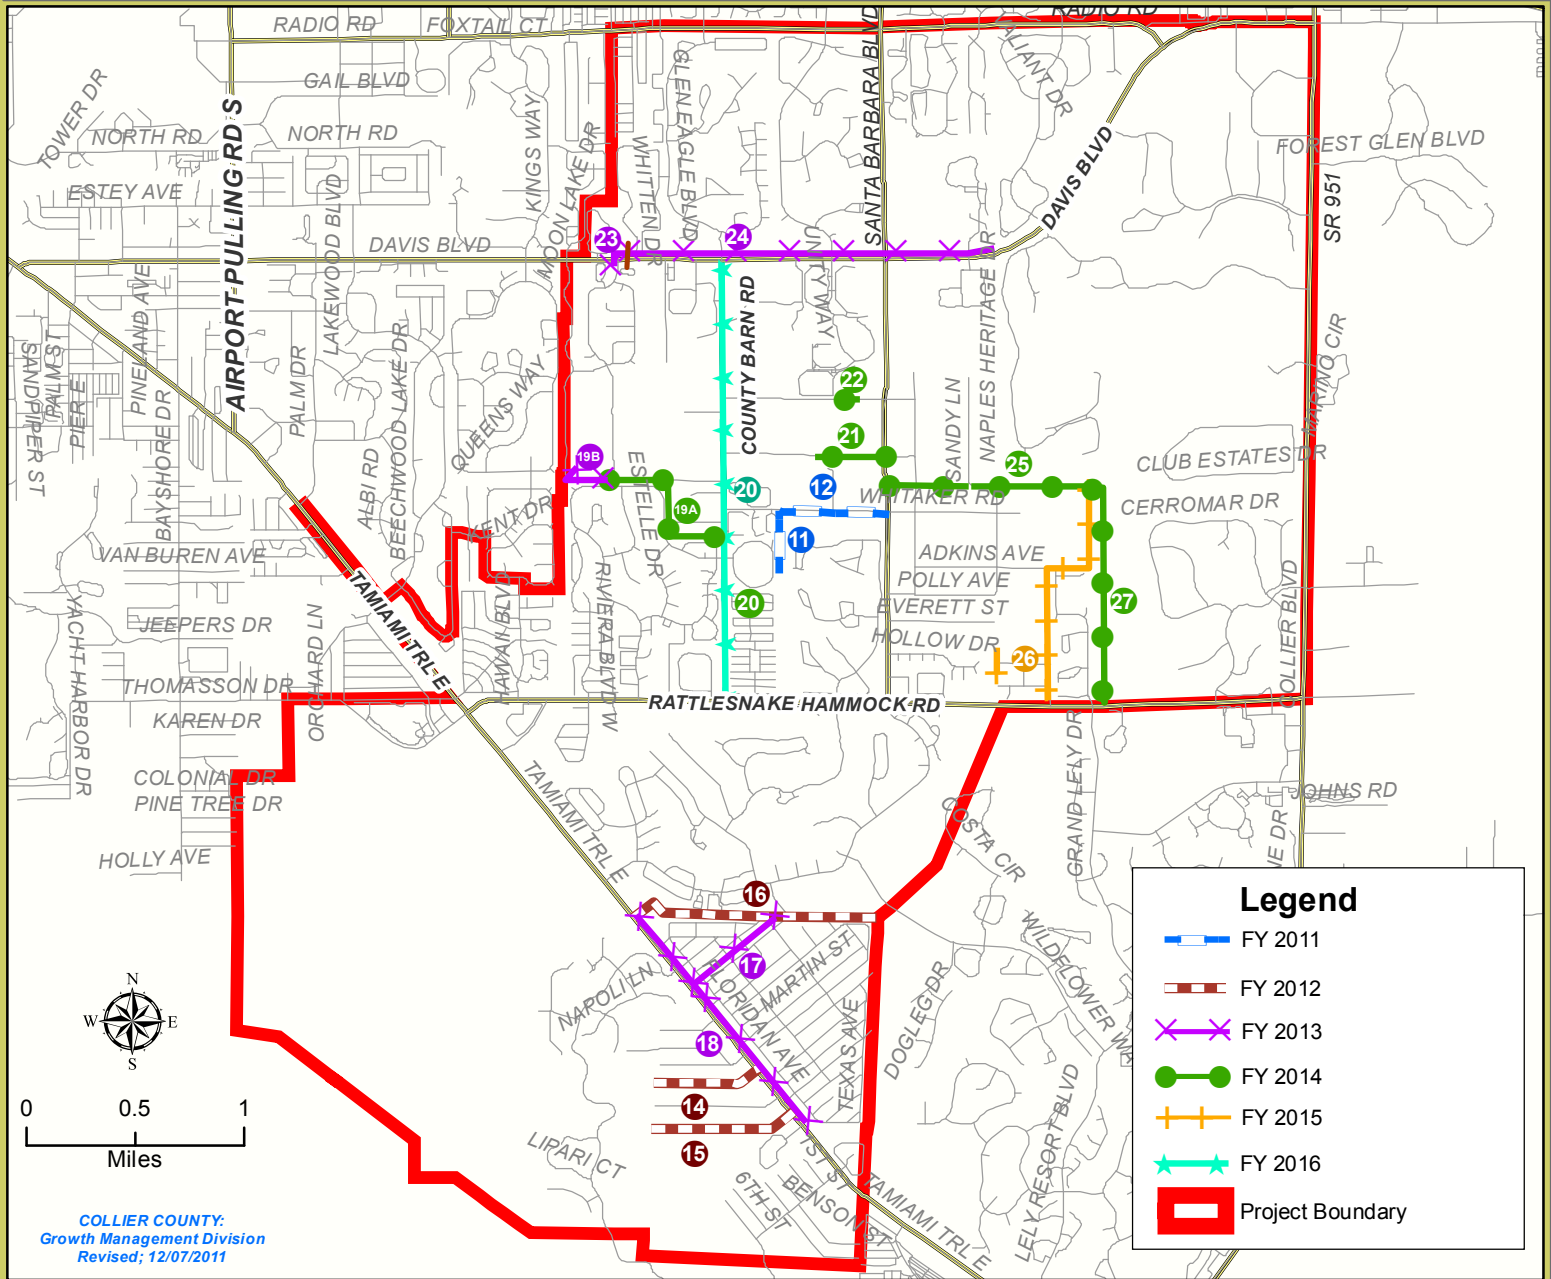 RADIO RD
FOXTAIL CT
RADIO RD
GAIL BLVD
TOWER DR
NORTH RD
NORTH RD
ESTEY AVE
AIRPORT-PULLING RD S
LAKEWOOD BLVD
KINGS WAY
MOON LAKE DR
WHITTEN DR
GLENEAGLE BLVD
SANTA BARBARA BLVD
DAVIS BLVD
FOREST GLEN BLVD
SR 951
DAVIS BLVD
23
24
UNITY WAY
NAPLES HERITAGE DR
COUNTY BARN RD
PINELAND AVE
PALM ST
SANDPIPER ST
PIER E
BAYSHORE DR
PALM DR
BEECHWOOD LAKE DR
QUEENS WAY
ALBI RD
KENT DR
MARINO CIR
22
21
19B
SANDY LN
25
CLUB ESTATES DR
ESTELLE DR
20
12
WHITAKER RD
CERROMAR DR
19A
11
VAN BUREN AVE
ADKINS AVE
POLLY AVE
EVERETT ST
HOLLOW DR
20
27
26
TAMIAMI TRL E
RIVERA BLVD W
COLLIER BLVD
YACHT HARBOR DR
JEEPERS DR
ORCHARD LN
THOMASSON DR
KAREN DR
RATTLESNAKE HAMMOCK RD
COLONIAL DR
PINE TREE DR
HOLLY AVE
TAMIAMI TRL E
GRAND LELY DR
COSTA CIR
JOHNS RD
NE DR
16
17
18
14
15
NAPOLI LN
FLORIDAN AVE
MARTIN ST
TEXAS AVE
DOGLEG DR
LELY RESORT BLVD
LIPARI CT
1ST ST
6TH ST
BENSON ST
TAMIAMI TRL E
N
W
E
S
0
0.5
1
Miles
COLLIER COUNTY:
Growth Management Division
Revised; 12/07/2011
Legend
FY 2011
FY 2012
FY 2013
FY 2014
FY 2015
FY 2016
Project Boundary